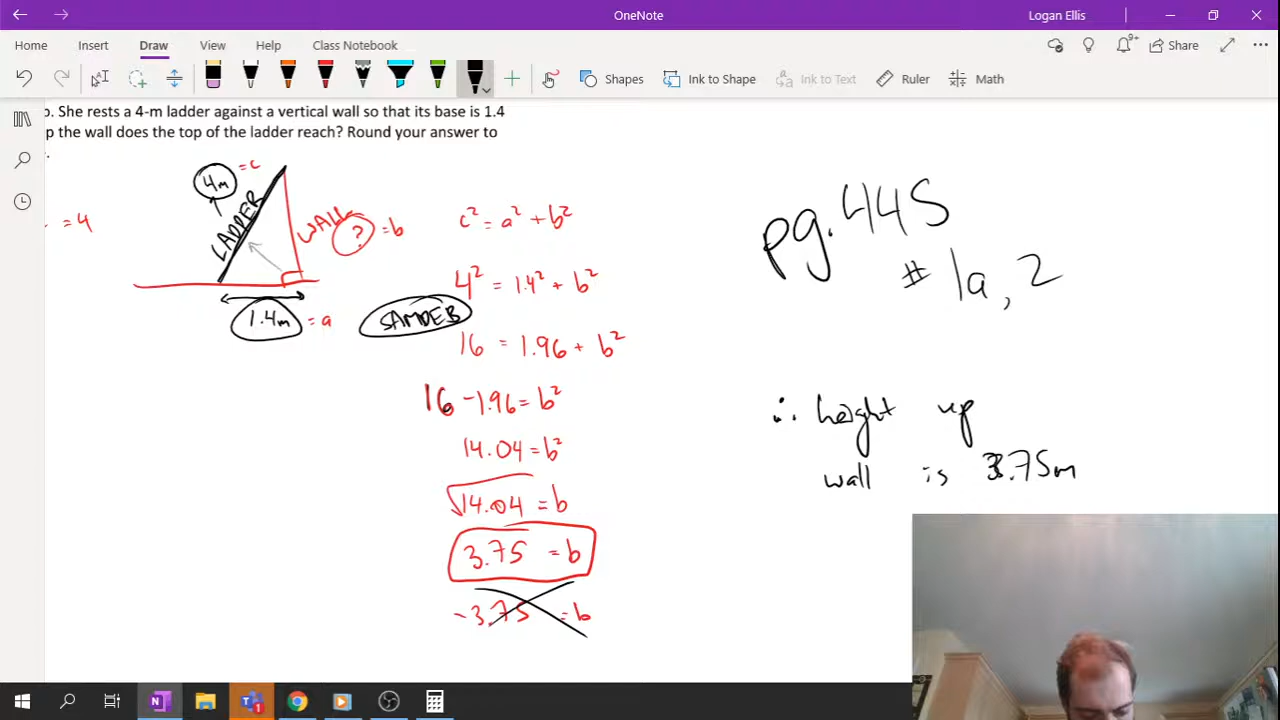 OneNote
Logan Ellis
Home Insert Draw View Help Class Notebook
9+ Share
Shapes Ink to Shape Ink to Text Ruler Math
o. She rests a 4-m ladder against a vertical wall so that its base is 1.4
p the wall does the top of the ladder reach? Round your answer to
4m = c
LADDER
WALL
? = b
= 4
1.4m = a
SAMDEB
c² = a² + b²
4² = 1.4² + b²
16 = 1.96 + b²
16 - 1.96 = b²
14.04 = b²
√14.04 = b
3.75 = b
-3.75 = b
pg. 445
# 1a, 2
∴ height up
wall is 3.75m